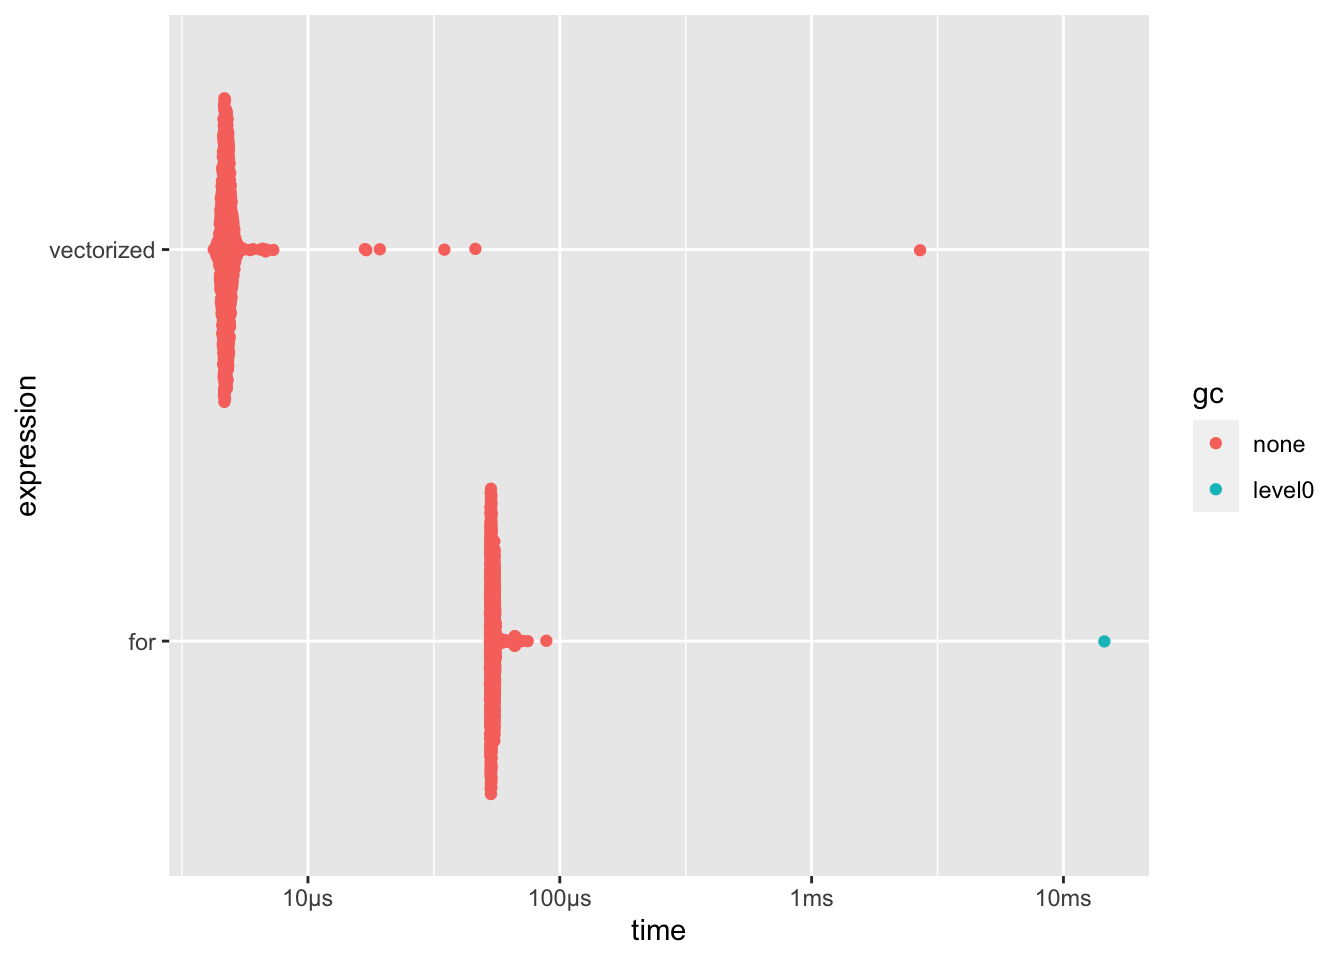 vectorized
for
expression
10µs
100µs
1ms
10ms
time
gc
none
level0